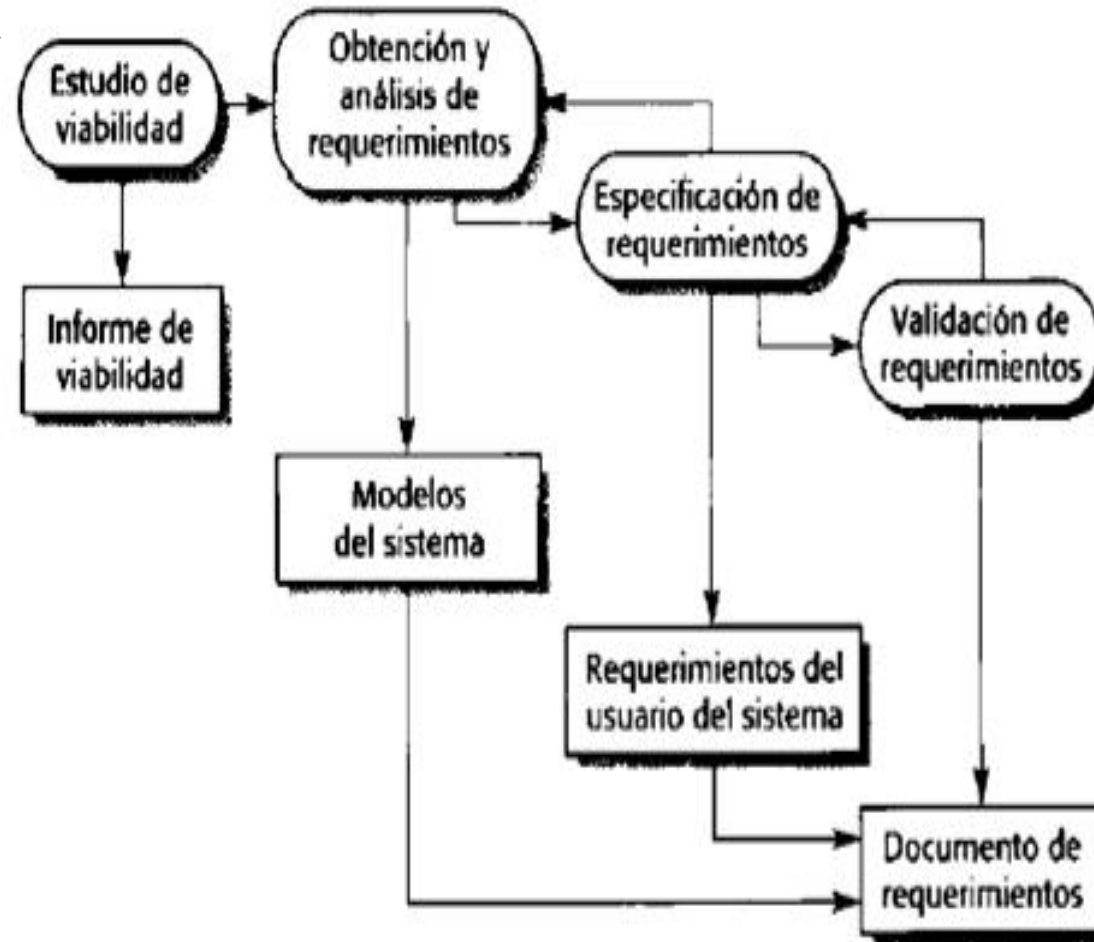 Estudio de
viabilidad
Obtención y
análisis de
requerimientos
Especificación de
requerimientos
Validación de
requerimientos
Informe de
viabilidad
Modelos
del sistema
Requerimientos del
usuario del sistema
Documento de
requerimientos